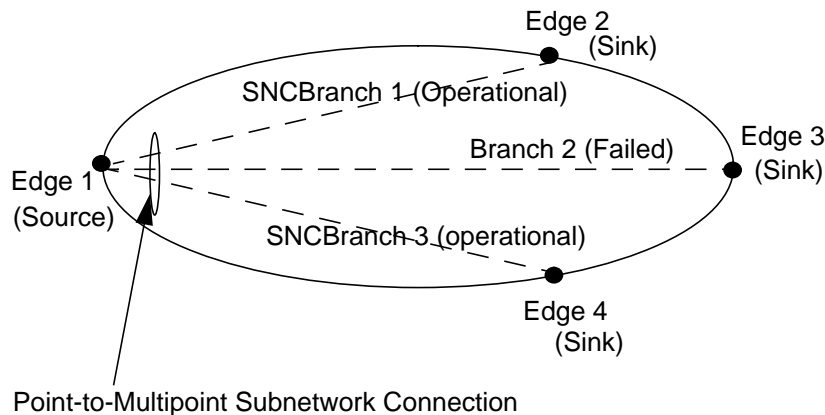 Edge 2
(Sink)
SNCBranch 1 (Operational)
Edge 3
(Sink)
Branch 2 (Failed)
Edge 1
(Source)
SNCBranch 3 (operational)
Edge 4
(Sink)
Point-to-Multipoint Subnetwork Connection